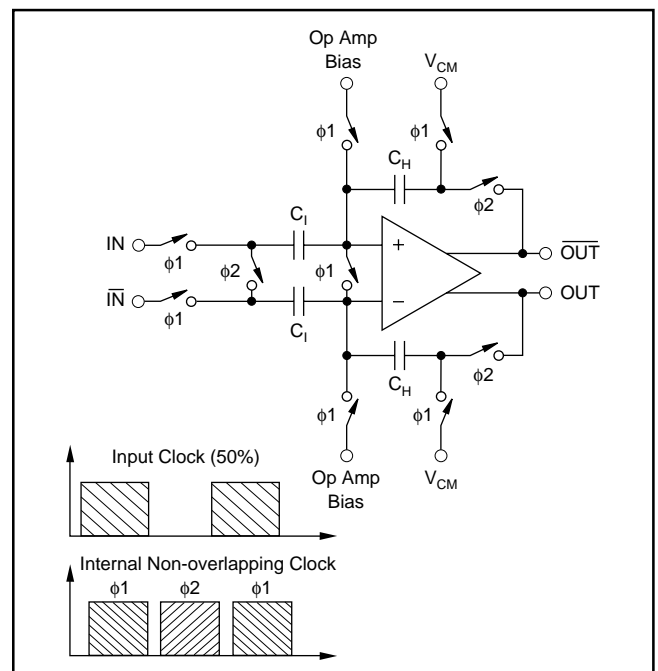 Op Amp
Bias
V_CM
φ1
φ1
C_H
φ2
IN
φ1
C_I
φ2
φ1
+
OUT̅
I̅N̅
φ1
C_I
−
OUT
C_H
φ2
φ1
φ1
Op Amp
Bias
V_CM
Input Clock (50%)
Internal Non-overlapping Clock
φ1 φ2 φ1